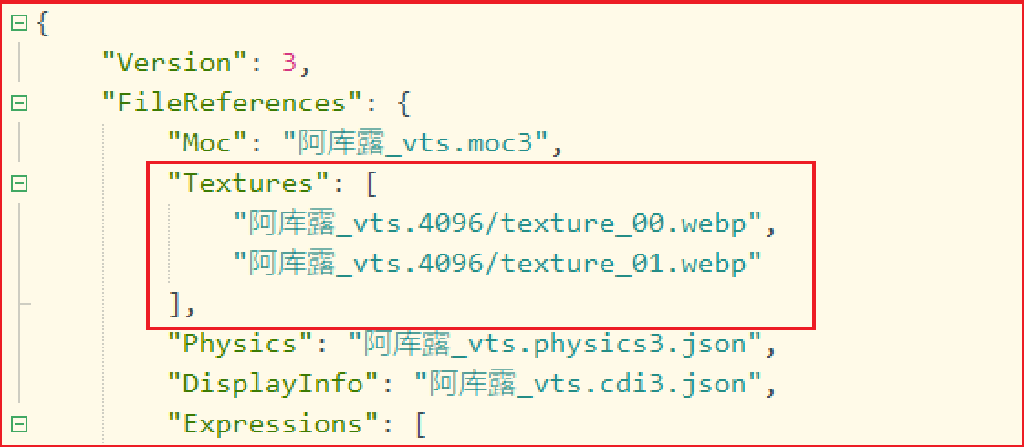 {
"Version": 3,
"FileReferences": {
"Moc": "阿库露_vts.moc3",
"Textures": [
"阿库露_vts.4096/texture_00.webp",
"阿库露_vts.4096/texture_01.webp"
],
"Physics": "阿库露_vts.physics3.json",
"DisplayInfo": "阿库露_vts.cdi3.json",
"Expressions": [